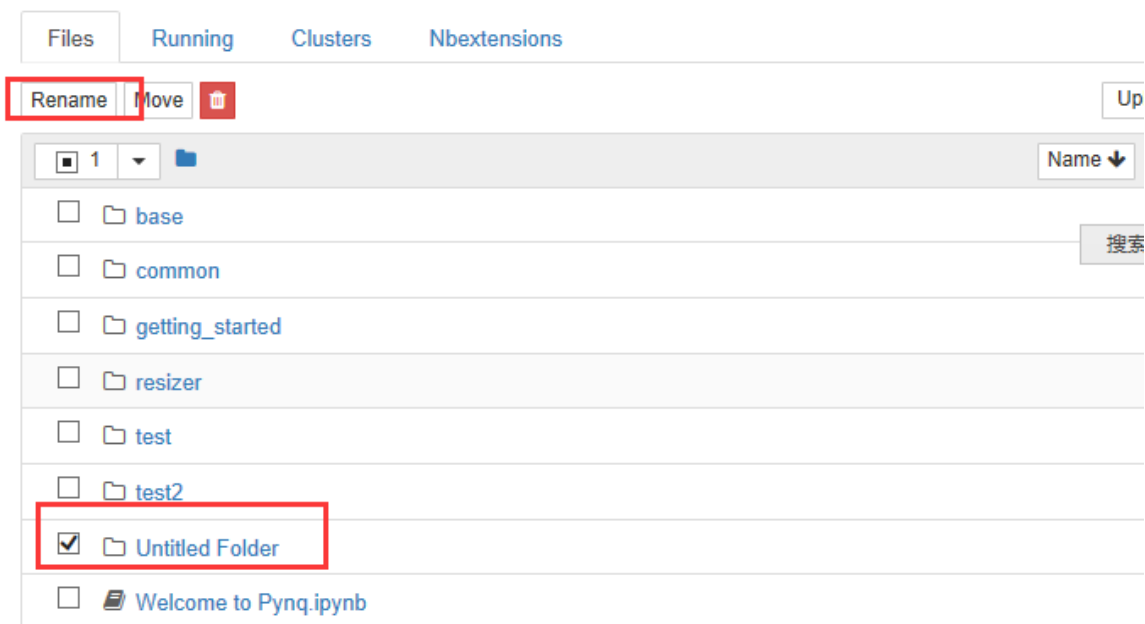 Files Running Clusters Nbextensions
Rename Move Up
1 Name
base
搜索
common
getting_started
resizer
test
test2
Untitled Folder
Welcome to Pynq.ipynb